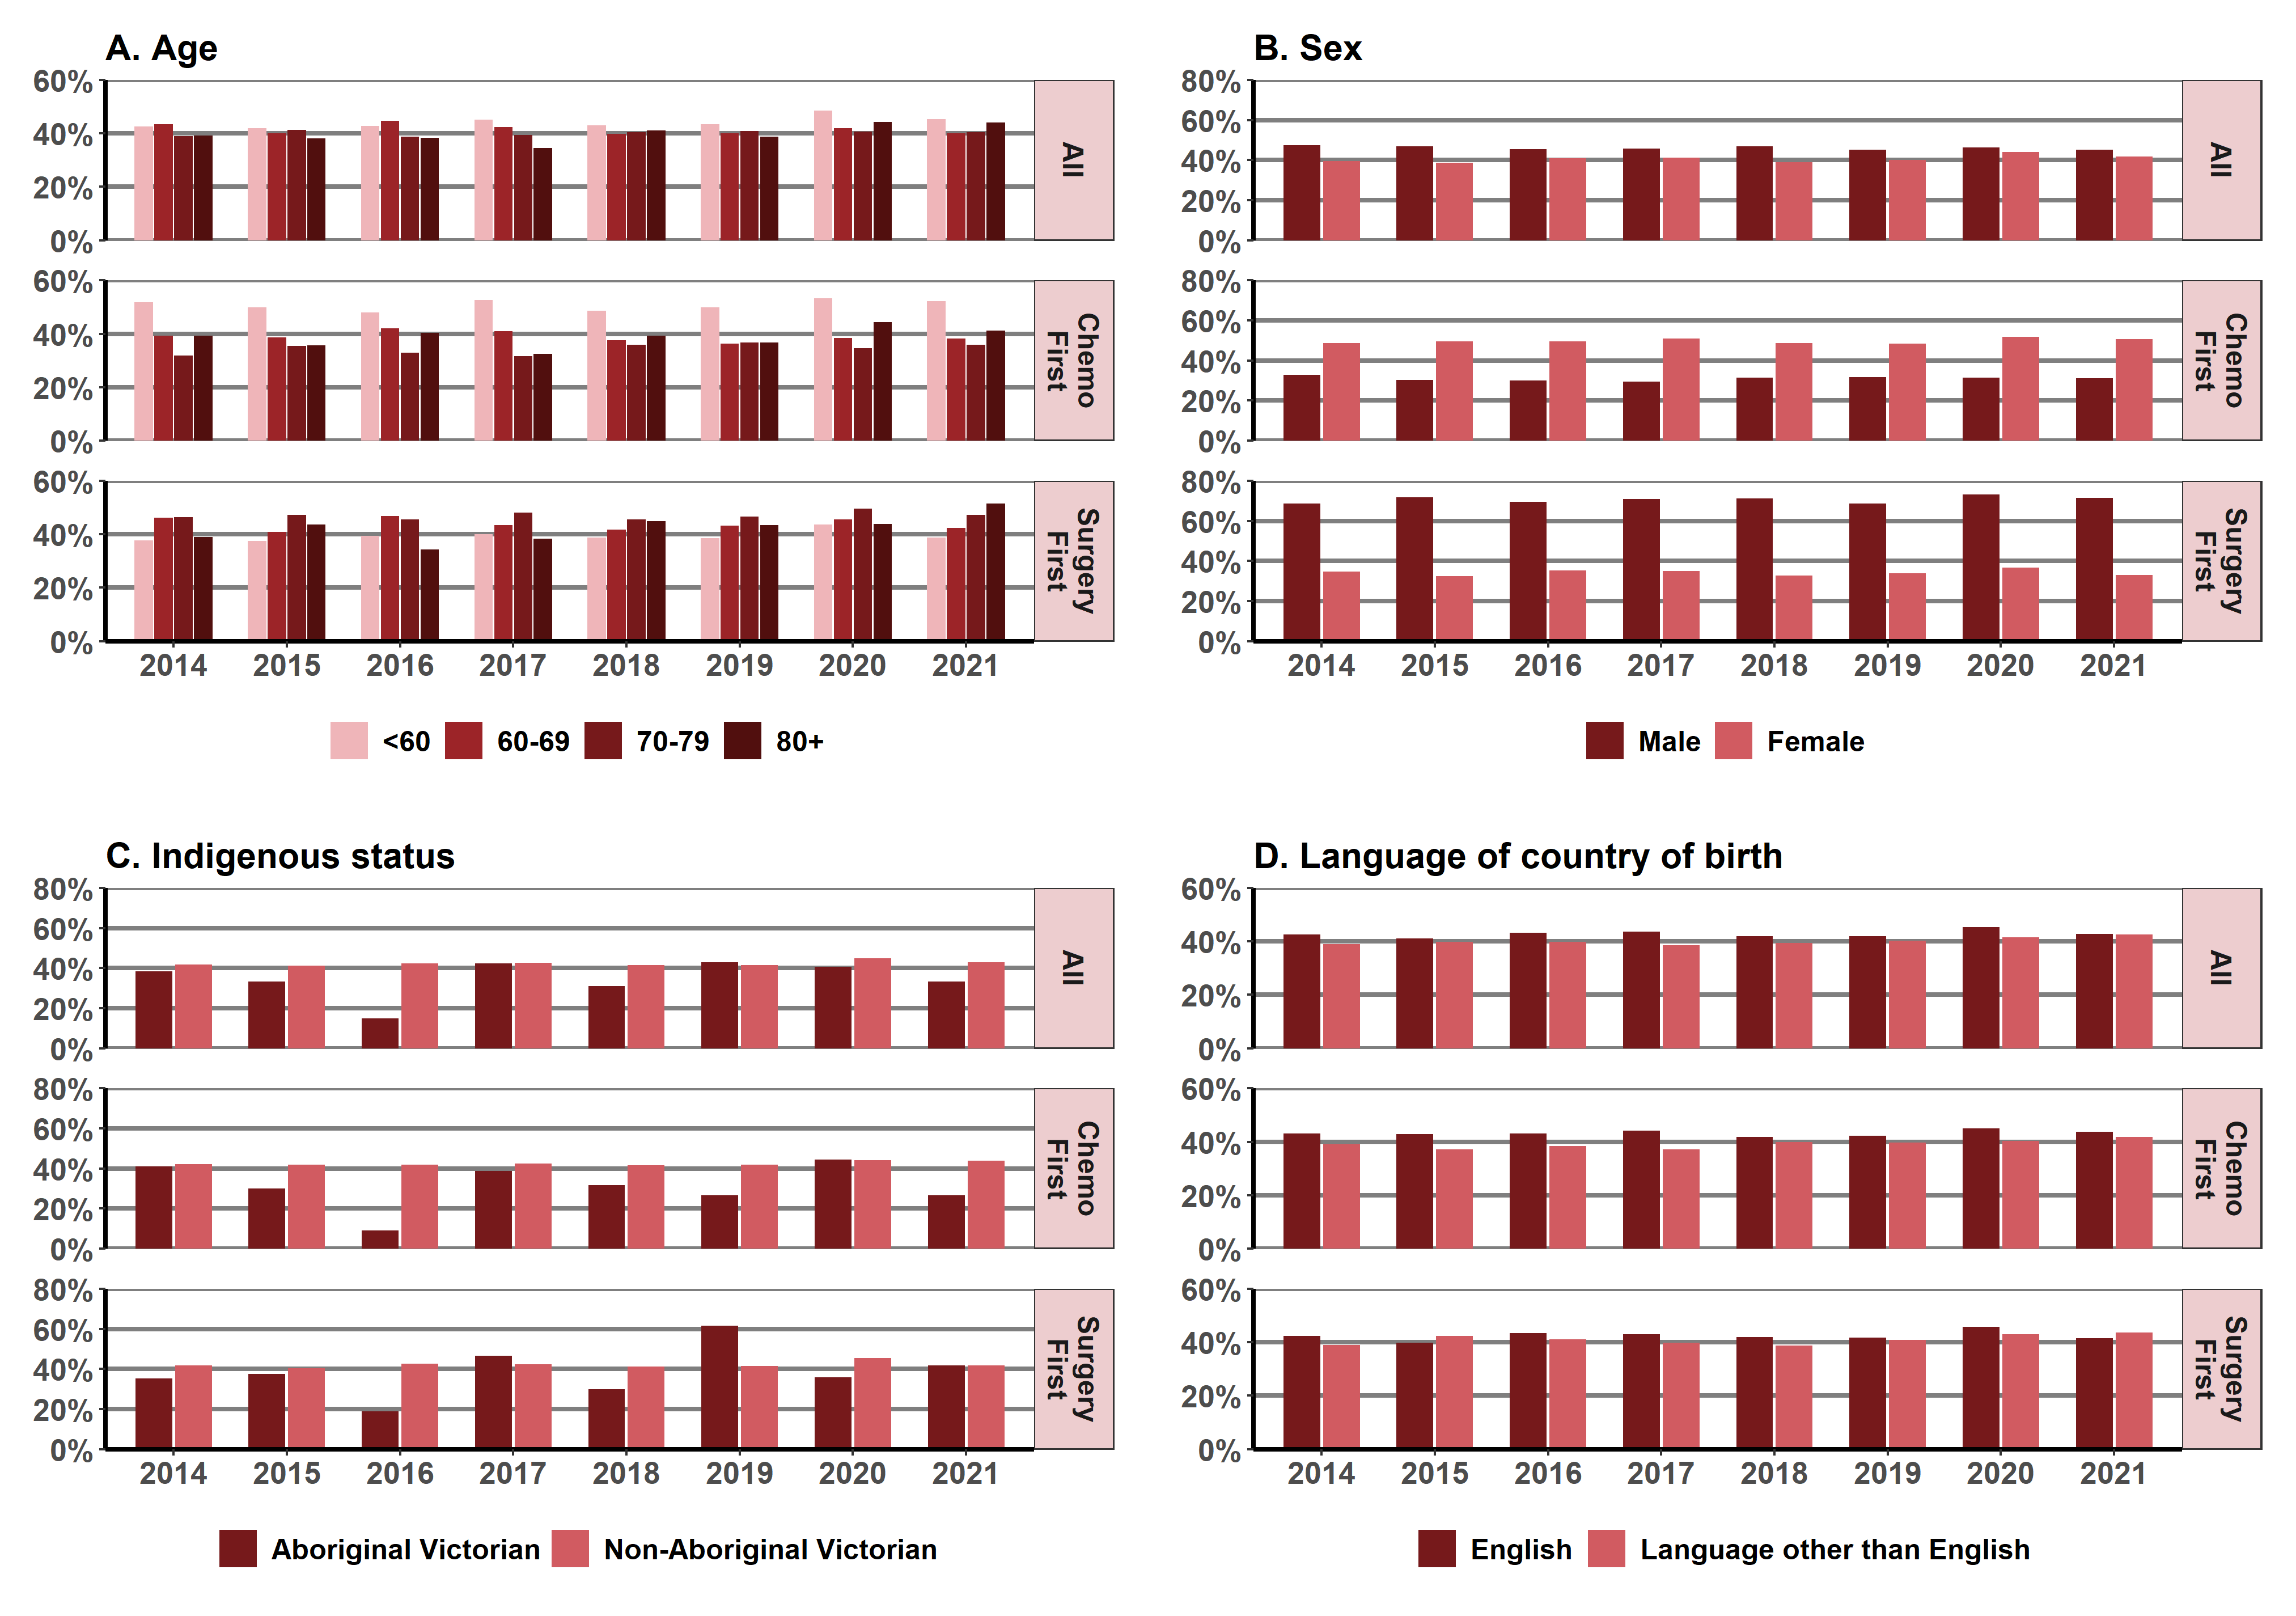 A. Age
60%
40%
20%
0%
All
60%
40%
20%
0%
Chemo
First
60%
40%
20%
0%
Surgery
First
2014 2015 2016 2017 2018 2019 2020 2021
<60 60-69 70-79 80+
B. Sex
80%
60%
40%
20%
0%
All
80%
60%
40%
20%
0%
Chemo
First
80%
60%
40%
20%
0%
Surgery
First
2014 2015 2016 2017 2018 2019 2020 2021
Male Female
C. Indigenous status
80%
60%
40%
20%
0%
All
80%
60%
40%
20%
0%
Chemo
First
80%
60%
40%
20%
0%
Surgery
First
2014 2015 2016 2017 2018 2019 2020 2021
Aboriginal Victorian Non-Aboriginal Victorian
D. Language of country of birth
60%
40%
20%
0%
All
60%
40%
20%
0%
Chemo
First
60%
40%
20%
0%
Surgery
First
2014 2015 2016 2017 2018 2019 2020 2021
English Language other than English